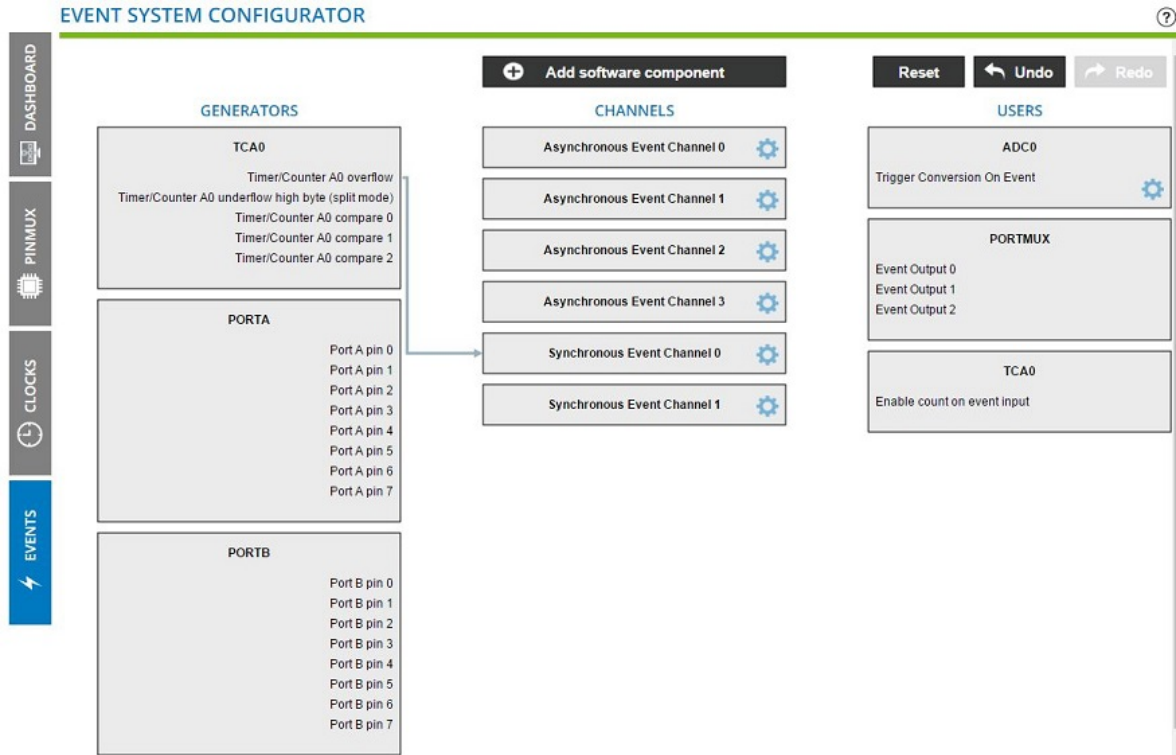 EVENT SYSTEM CONFIGURATOR
?
DASHBOARD
PINMUX
CLOCKS
EVENTS
Add software component
Reset
Undo
Redo
GENERATORS
TCA0
Timer/Counter A0 overflow
Timer/Counter A0 underflow high byte (split mode)
Timer/Counter A0 compare 0
Timer/Counter A0 compare 1
Timer/Counter A0 compare 2
PORTA
Port A pin 0
Port A pin 1
Port A pin 2
Port A pin 3
Port A pin 4
Port A pin 5
Port A pin 6
Port A pin 7
PORTB
Port B pin 0
Port B pin 1
Port B pin 2
Port B pin 3
Port B pin 4
Port B pin 5
Port B pin 6
Port B pin 7
CHANNELS
Asynchronous Event Channel 0
Asynchronous Event Channel 1
Asynchronous Event Channel 2
Asynchronous Event Channel 3
Synchronous Event Channel 0
Synchronous Event Channel 1
USERS
ADC0
Trigger Conversion On Event
PORTMUX
Event Output 0
Event Output 1
Event Output 2
TCA0
Enable count on event input